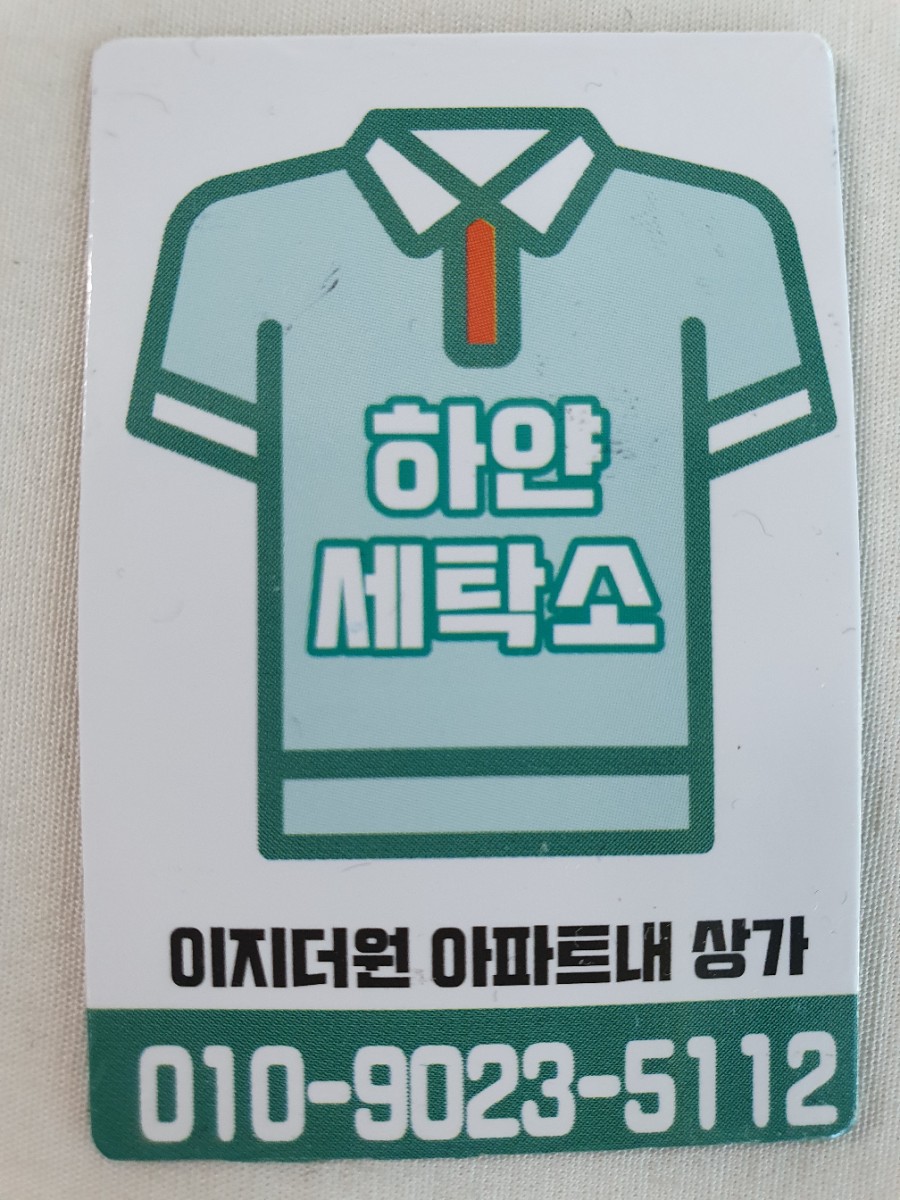 하얀
세탁소
이지더원 아파트내 상가
010-9023-5112